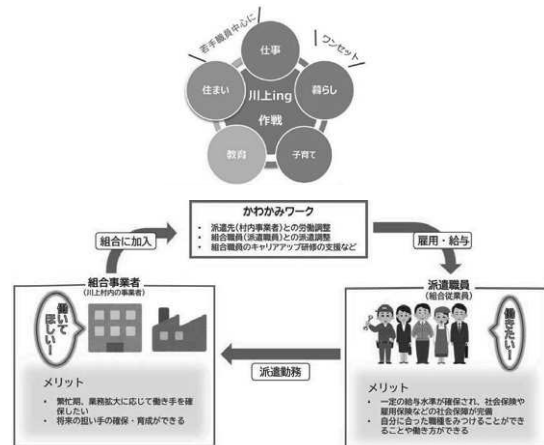 若手職員中心に
ワンセット
仕事
住まい
暮らし
川上ing
作戦
教育
子育て
かわかみワーク
• 派遣先(村内事業者)との労働調整
• 組合職員(派遣職員)との派遣調整
• 組合職員のキャリアアップ研修の支援など
組合に加入
雇用・給与
組合事業者
(川上村内の事業者)
働いて
ほしい!
派遣職員
(組合従業員)
働きたい!
派遣勤務
メリット
• 繁忙期、業務拡大に応じて働き手を確
保したい
• 将来の担い手の確保・育成ができる
メリット
• 一定の給与水準が確保され、社会保険や
雇用保険などの社会保障が完備
• 自分に合った職種をみつけることがで
きることや働き方ができる